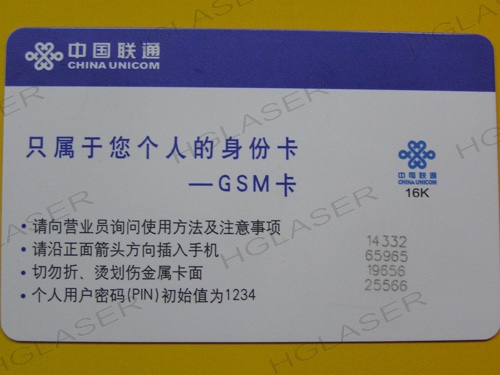 中国联通
CHINA UNICOM
只属于您个人的身份卡
—GSM卡
中国联通
CHINA UNICOM
16K
• 请向营业员询问使用方法及注意事项
• 请沿正面箭头方向插入手机
• 切勿折、烫划伤金属卡面
• 个人用户密码(PIN)初始值为1234
14332
65965
19656
25566
HGLASER
HGLASER
HGLASER
HGLASER
HGLASER
HGLASER
HGLASER